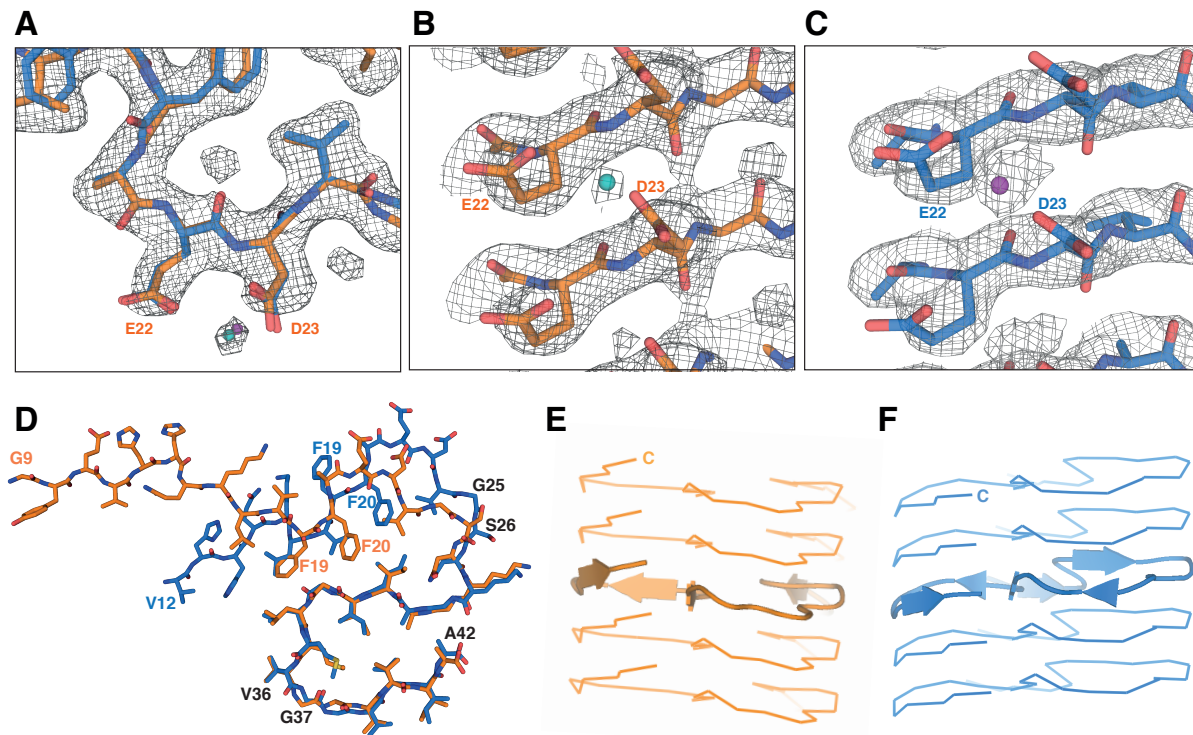 A B C
E22 D23
E22 D23
E22 D23
D E F
G9 F19 F20 G25 S26
F19 F20
V12
V36 G37 A42
C
C